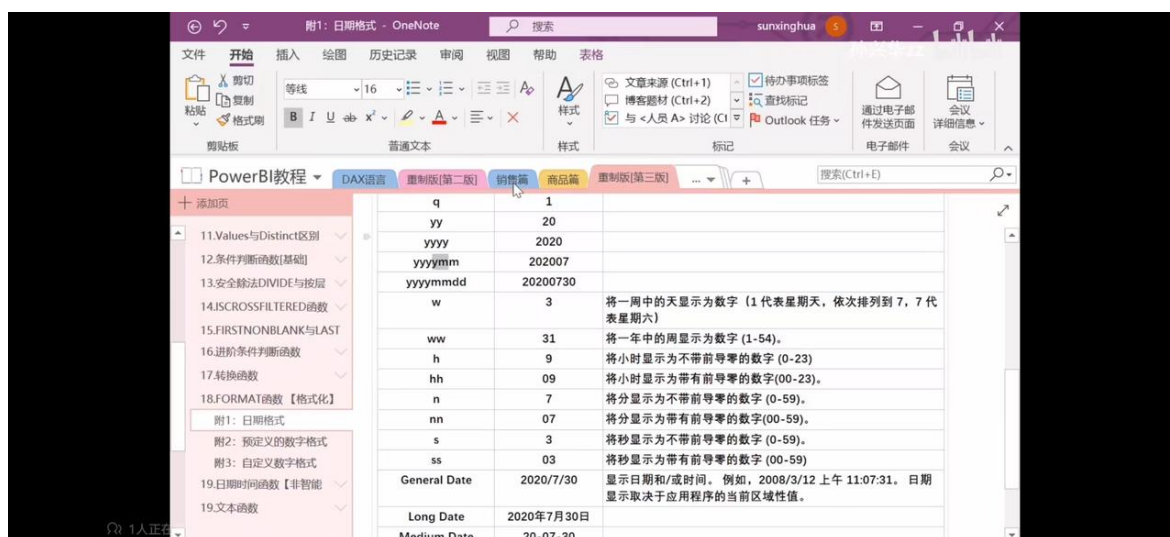 附1：日期格式 - OneNote
搜索
sunxinghua
S
文件 开始 插入 绘图 历史记录 审阅 视图 帮助 表格
粘贴
剪切
复制
格式刷
剪贴板
等线 16
B I U ab x² A
普通文本
样式
样式
文章来源 (Ctrl+1)
博客题材 (Ctrl+2)
与 <人员 A> 讨论 (Ct
待办事项标签
查找标记
Outlook 任务
标记
通过电子邮
件发送页面
电子邮件
会议
详细信息
会议
PowerBI教程 DAX语言 重制版[第二版] 销售篇 商品篇 重制版[第三版] ... +
搜索(Ctrl+E)
添加页
11.Values与Distinct区别
12.条件判断函数[基础]
13.安全除法DIVIDE与按层
14.ISCROSSFILTERED函数
15.FIRSTNONBLANK与LAST
16.进阶条件判断函数
17.转换函数
18.FORMAT函数【格式化】
附1：日期格式
附2：预定义的数字格式
附3：自定义数字格式
19.日期时间函数【非智能
19.文本函数
q 1
yy 20
yyyy 2020
yyyymm 202007
yyyymmdd 20200730
w 3 将一周中的天显示为数字（1 代表星期天，依次排列到 7，7 代
表星期六）
ww 31 将一年中的周显示为数字 (1-54)。
h 9 将小时显示为不带前导零的数字 (0-23)
hh 09 将小时显示为带有前导零的数字(00-23)。
n 7 将分显示为不带前导零的数字 (0-59)。
nn 07 将分显示为带有前导零的数字(00-59)。
s 3 将秒显示为不带前导零的数字 (0-59)。
ss 03 将秒显示为带有前导零的数字 (00-59)
General Date 2020/7/30 显示日期和/或时间。 例如，2008/3/12 上午 11:07:31。 日期
显示取决于应用程序的当前区域性值。
Long Date 2020年7月30日
Medium Date 20-07-30
1人正在